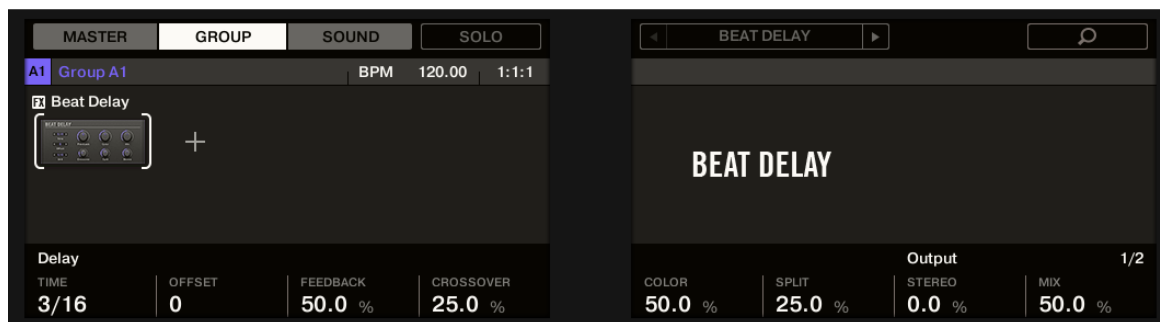 MASTER GROUP SOUND SOLO
A1 Group A1 BPM 120.00 1:1:1
FX Beat Delay
BEAT DELAY
Delay
TIME OFFSET FEEDBACK CROSSOVER
3/16 0 50.0 % 25.0 %
BEAT DELAY
BEAT DELAY
Output 1/2
COLOR SPLIT STEREO MIX
50.0 % 25.0 % 0.0 % 50.0 %